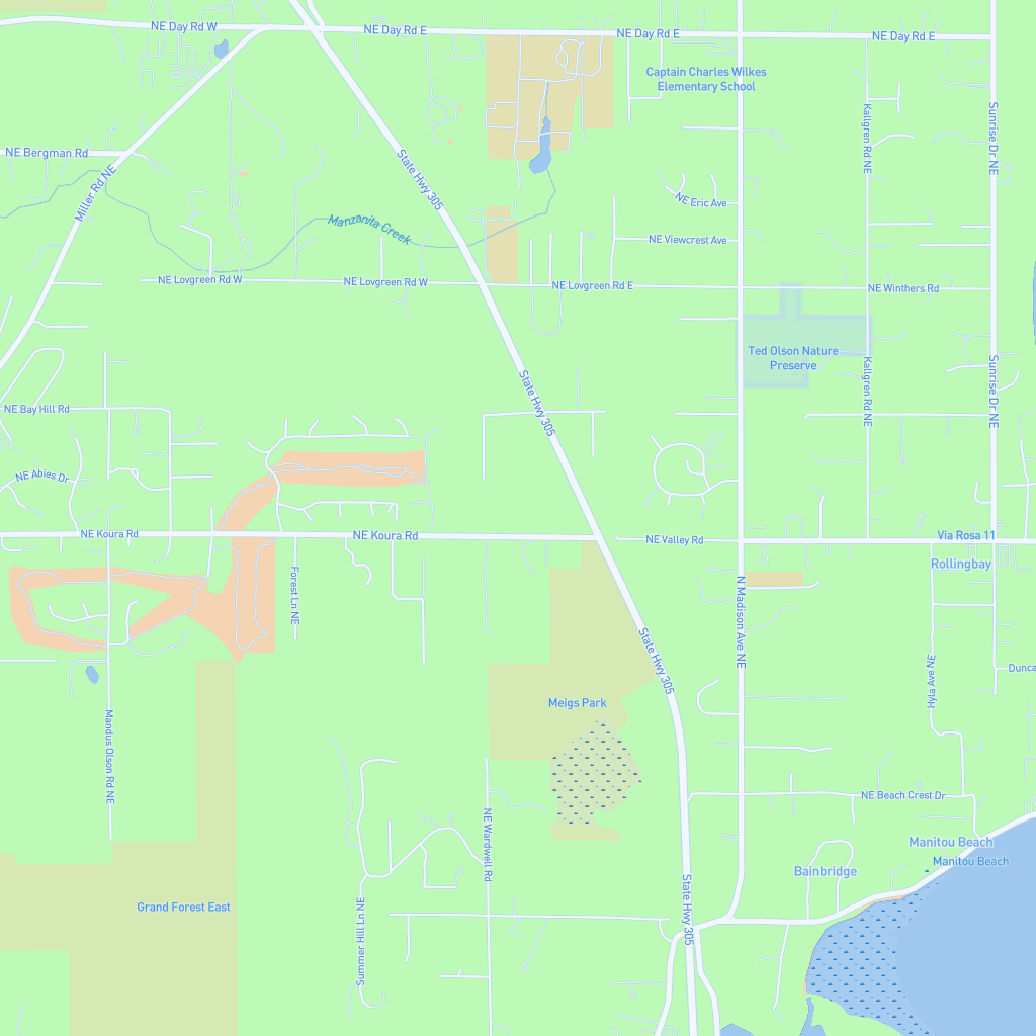 NE Day Rd W
NE Day Rd E
NE Day Rd E
NE Day Rd E
Captain Charles Wilkes
Elementary School
NE Bergman Rd
Miller Rd NE
State Hwy 305
Kallgren Rd NE
Sunrise Dr NE
NE Eric Ave
Manzanita Creek
NE Viewcrest Ave
NE Lovgreen Rd W
NE Lovgreen Rd W
NE Lovgreen Rd E
NE Winthers Rd
Ted Olson Nature
Preserve
State Hwy 305
Kallgren Rd NE
Sunrise Dr NE
NE Bay Hill Rd
NE Abies Dr
NE Koura Rd
NE Koura Rd
NE Valley Rd
Via Rosa 11
Rollingbay
Forest Ln NE
N Madison Ave NE
State Hwy 305
Hyla Ave NE
Dunca
Meigs Park
Mandus Olson Rd NE
NE Beach Crest Dr
NE Wardwell Rd
Manitou Beach
Manitou Beach
Bainbridge
Grand Forest East
State Hwy 305
Summer Hill Ln NE